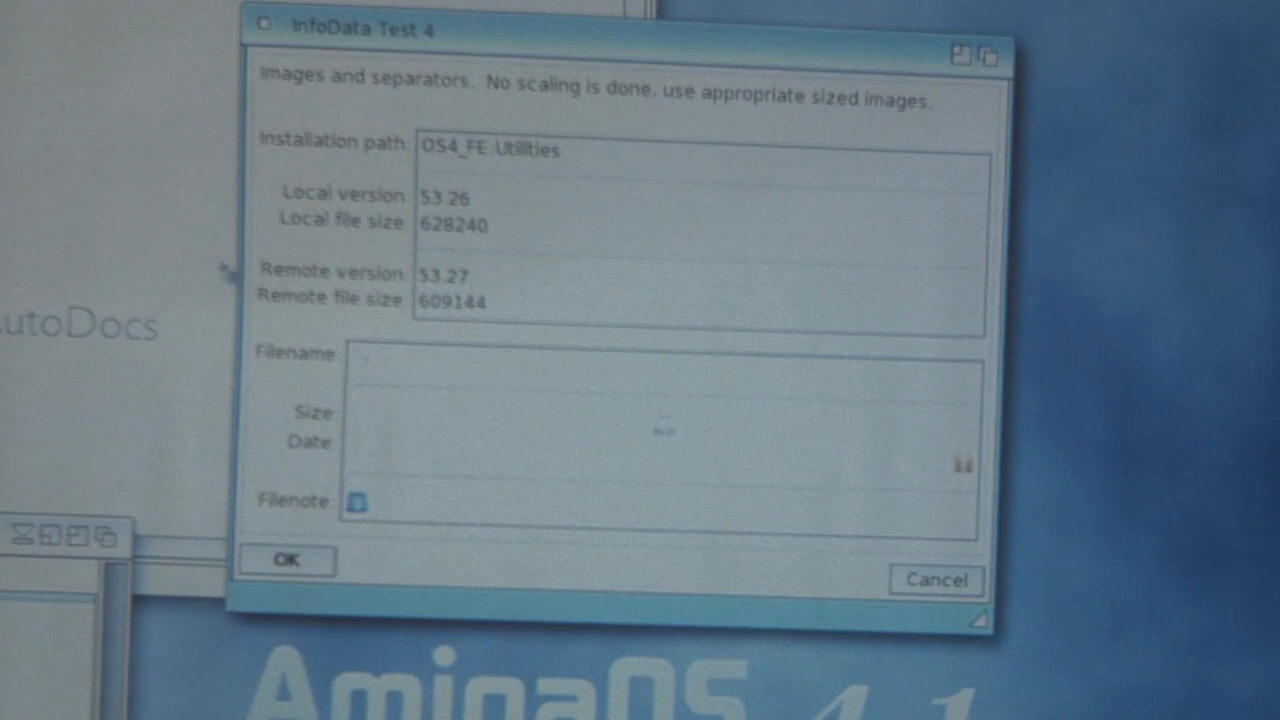 InfoData Test 4
Images and separators. No scaling is done, use appropriate sized images.
Installation path: OS4_FE:Utilities
Local version: 53.26
Local file size: 628240
Remote version: 53.27
Remote file size: 609144
utoDocs
Filename:
Size:
Date:
Filenote:
OK
Cancel
AmigaOS 4.1